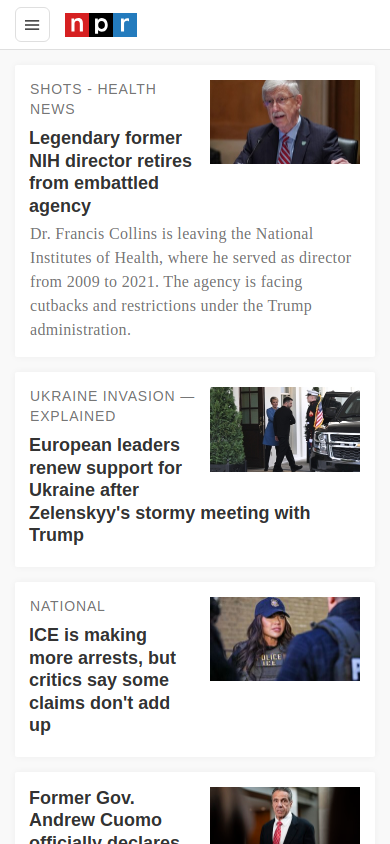 npr
SHOTS - HEALTH
NEWS
Legendary former
NIH director retires
from embattled
agency
Dr. Francis Collins is leaving the National
Institutes of Health, where he served as director
from 2009 to 2021. The agency is facing
cutbacks and restrictions under the Trump
administration.
UKRAINE INVASION —
EXPLAINED
European leaders
renew support for
Ukraine after
Zelenskyy's stormy meeting with
Trump
NATIONAL
ICE is making
more arrests, but
critics say some
claims don't add
up
POLICE
ICE
Former Gov.
Andrew Cuomo
officially declares